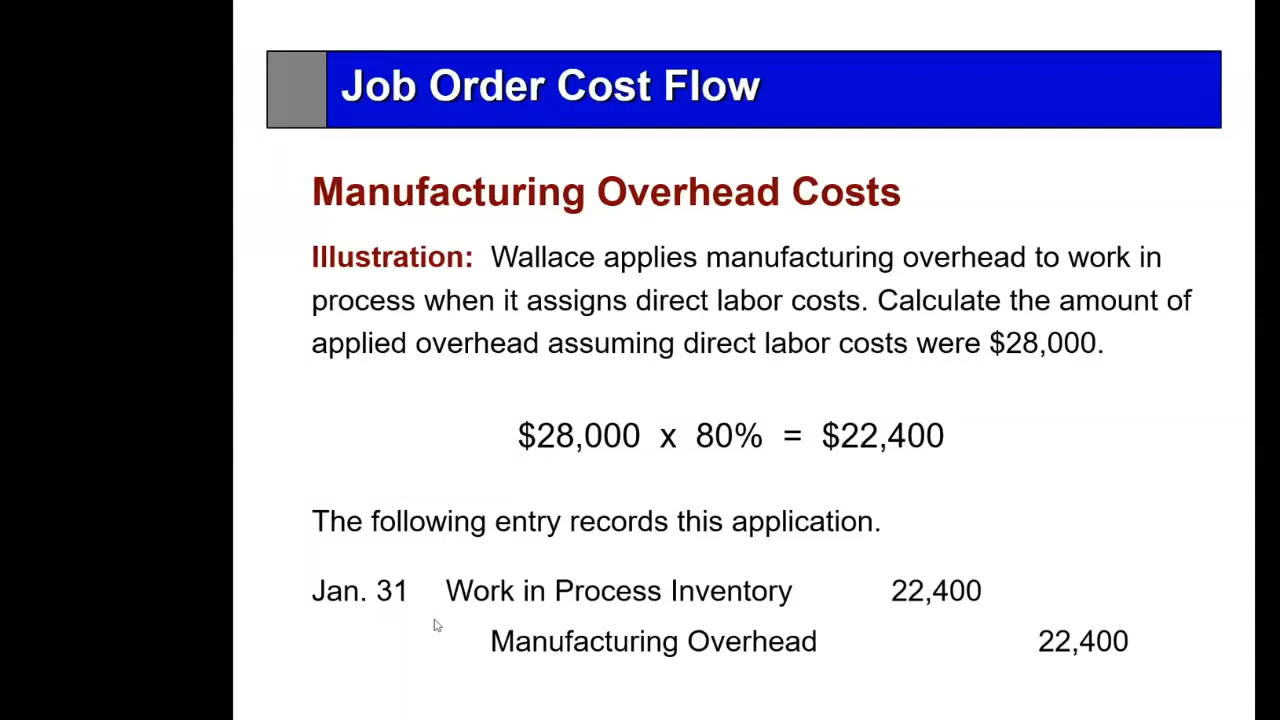 Job Order Cost Flow
Manufacturing Overhead Costs
Illustration: Wallace applies manufacturing overhead to work in
process when it assigns direct labor costs. Calculate the amount of
applied overhead assuming direct labor costs were $28,000.
$28,000 x 80% = $22,400
The following entry records this application.
Jan. 31 Work in Process Inventory 22,400
Manufacturing Overhead 22,400